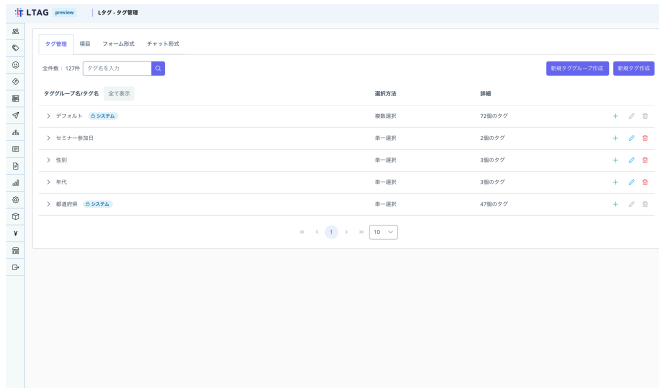 LTAG preview Lタグ - タグ管理
タグ管理 項目 フォーム形式 チャット形式
全件数： 127件 タグ名を入力 新規タググループ作成 新規タグ作成
タググループ名/タグ名 全て表示 選択方法 詳細
デフォルト システム 複数選択 72個のタグ
セミナー参加日 単一選択 2個のタグ
性別 単一選択 3個のタグ
年代 単一選択 3個のタグ
都道府県 システム 単一選択 47個のタグ
« ‹ 1 › » 10